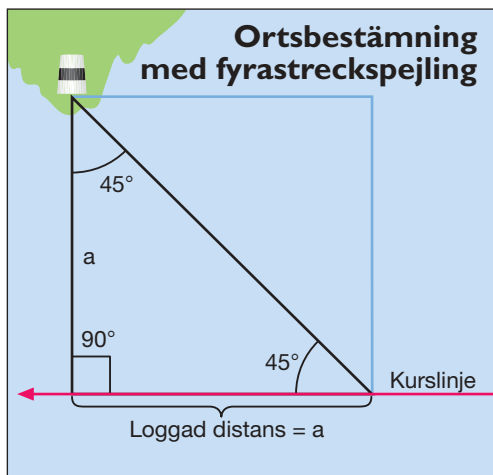 Ortsbestämning
med fyrastreckspejling
45°
a
90°
45°
Kurslinje
Loggad distans = a